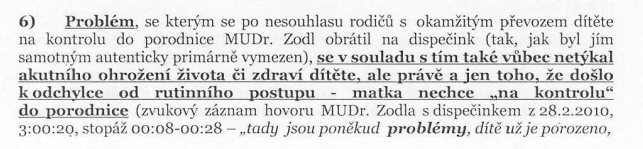 6) Problém, se kterým se po nesouhlasu rodičů s okamžitým převozem dítěte
na kontrolu do porodnice MUDr. Zodl obrátil na dispečink (tak, jak byl jím
samotným autenticky primárně vymezen), se v souladu s tím také vůbec netýkal
akutního ohrožení života či zdraví dítěte, ale právě a jen toho, že došlo
k odchylce od rutinního postupu - matka nechce „na kontrolu“
do porodnice (zvukový záznam hovoru MUDr. Zodla s dispečinkem z 28.2.2010,
3:00:20, stopáž 00:08-00:28 – „tady jsou poněkud problémy, dítě už je porozeno,